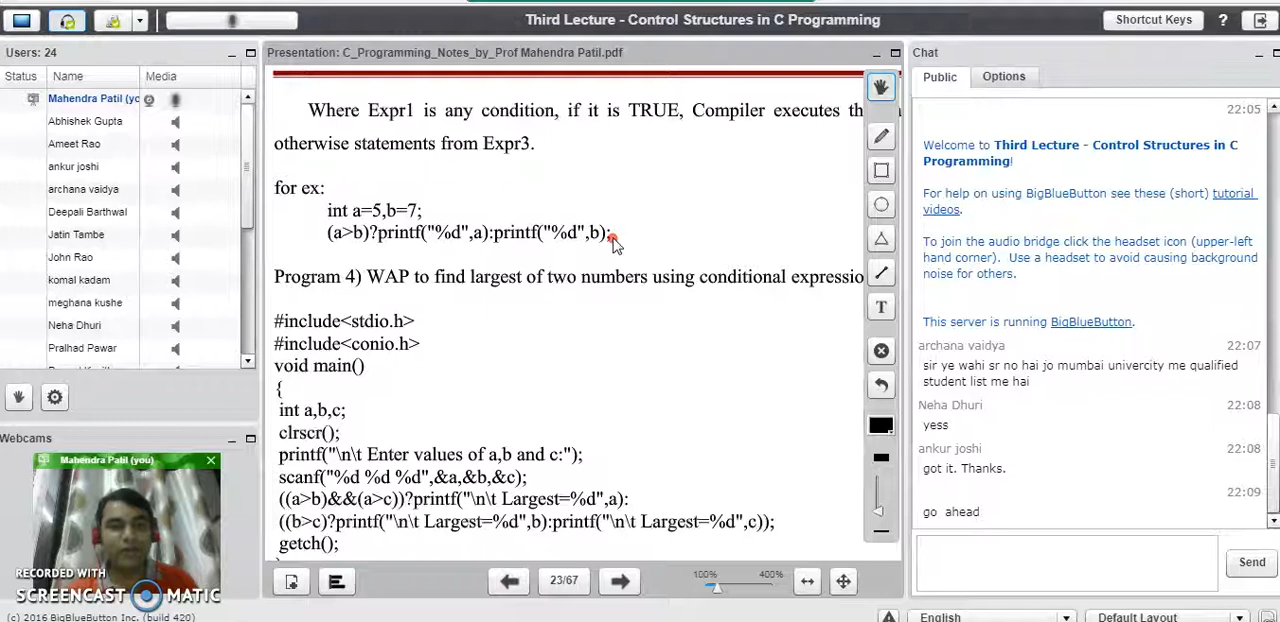 Third Lecture - Control Structures in C Programming
Shortcut Keys
?
Users: 24
Status Name Media
Mahendra Patil (yo
Abhishek Gupta
Ameet Rao
ankur joshi
archana vaidya
Deepali Barthwal
Jatin Tambe
John Rao
komal kadam
meghana kushe
Neha Dhuri
Pralhad Pawar
Webcams
Mahendra Patil (you)
RECORDED WITH
SCREENCAST MATIC
(c) 2016 BigBlueButton Inc. (build 420)
Presentation: C_Programming_Notes_by_Prof Mahendra Patil.pdf
Where Expr1 is any condition, if it is TRUE, Compiler executes th
otherwise statements from Expr3.
for ex:
int a=5,b=7;
(a>b)?printf("%d",a):printf("%d",b);
Program 4) WAP to find largest of two numbers using conditional expressio
#include<stdio.h>
#include<conio.h>
void main()
{
int a,b,c;
clrscr();
printf("\n\t Enter values of a,b and c:");
scanf("%d %d %d",&a,&b,&c);
((a>b)&&(a>c))?printf("\n\t Largest=%d",a):
((b>c)?printf("\n\t Largest=%d",b):printf("\n\t Largest=%d",c));
getch();
T
23/67
100% 400%
Chat
Public Options
22:05
Welcome to Third Lecture - Control Structures in C
Programming!
For help on using BigBlueButton see these (short) tutorial
videos.
To join the audio bridge click the headset icon (upper-left
hand corner). Use a headset to avoid causing background
noise for others.
This server is running BigBlueButton.
archana vaidya 22:07
sir ye wahi sr no hai jo mumbai univercity me qualified
student list me hai
Neha Dhuri 22:08
yess
ankur joshi 22:08
got it. Thanks.
22:09
go ahead
Send
English
Default Layout